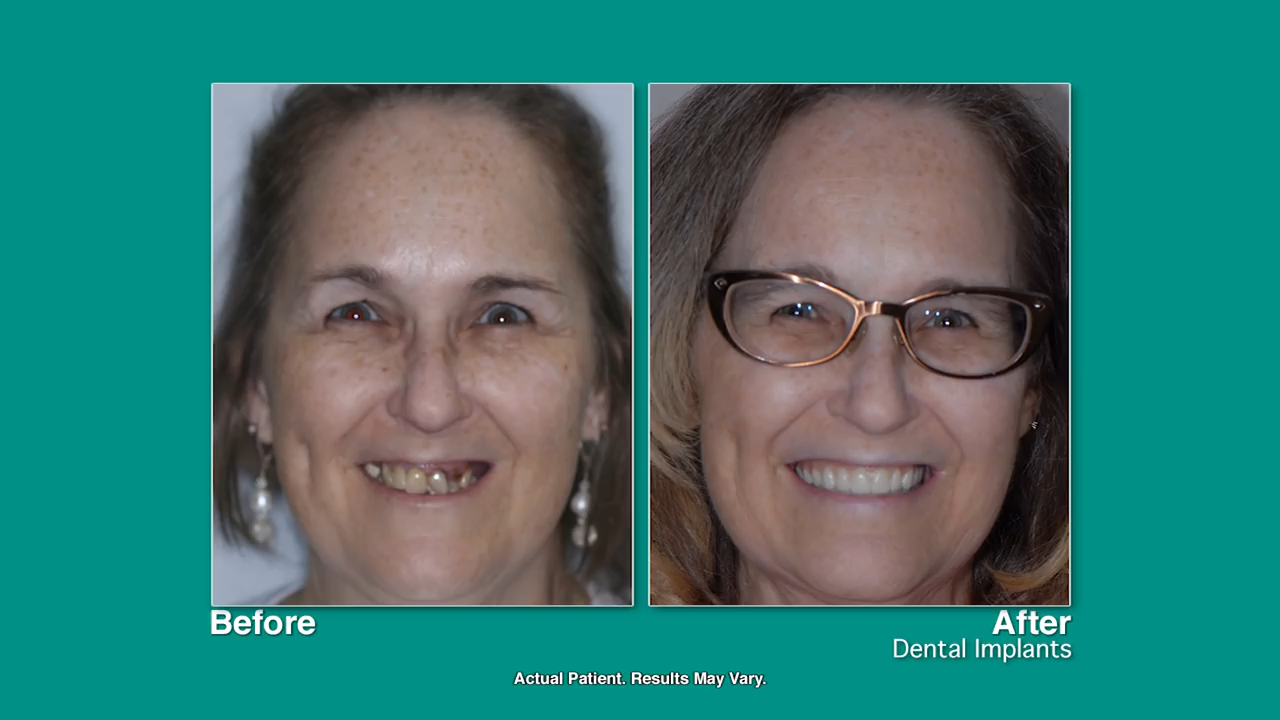 Before
After
Dental Implants
Actual Patient. Results May Vary.